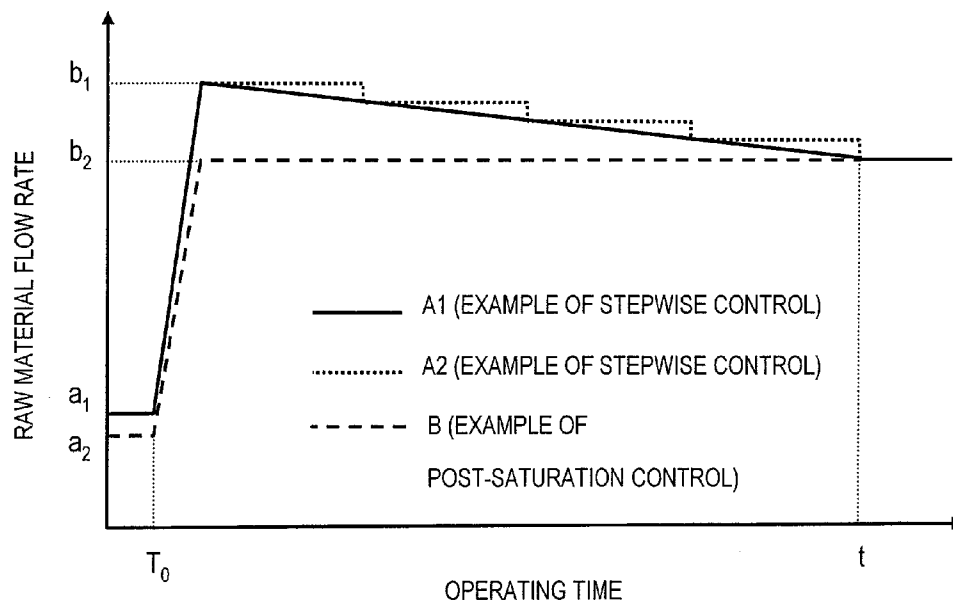 b1
b2
RAW MATERIAL FLOW RATE
A1 (EXAMPLE OF STEPWISE CONTROL)
A2 (EXAMPLE OF STEPWISE CONTROL)
B (EXAMPLE OF
POST-SATURATION CONTROL)
a1
a2
T0
t
OPERATING TIME